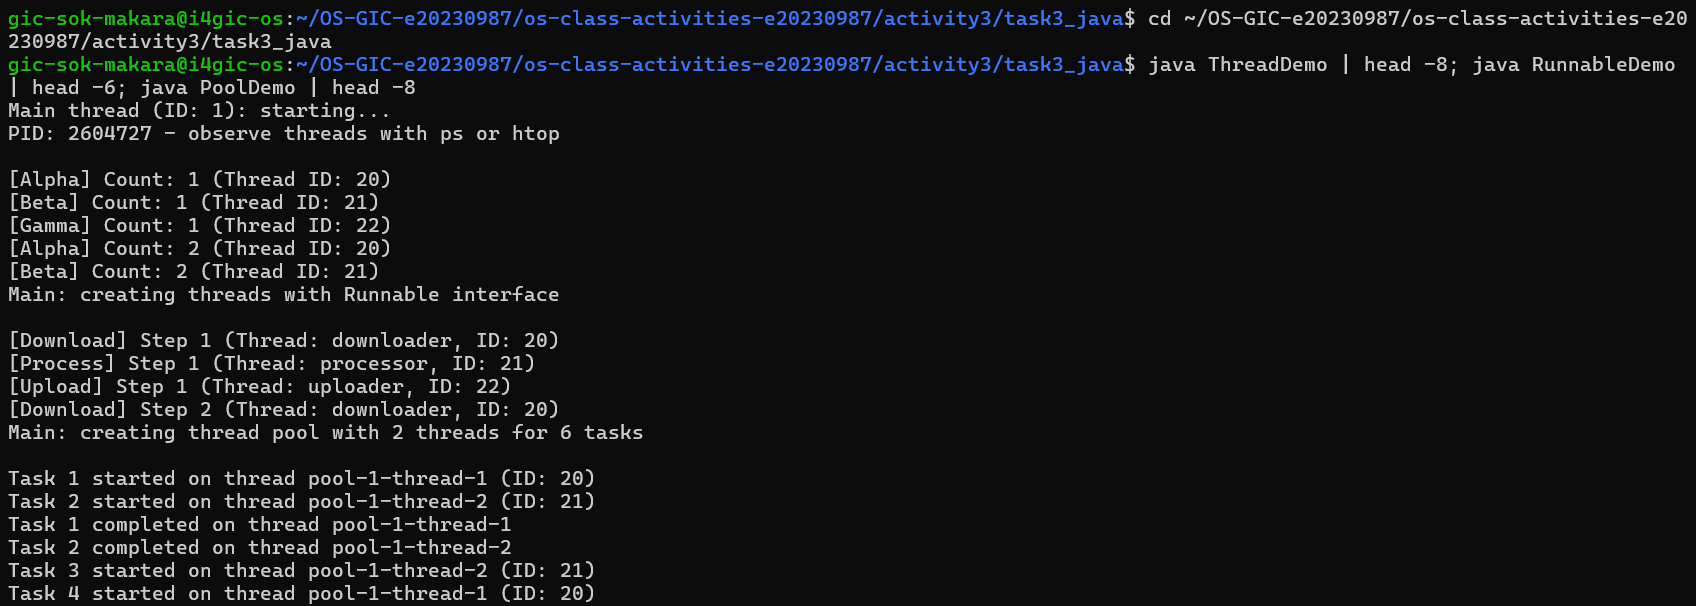 gic-sok-makara@i4gic-os:~/OS-GIC-e20230987/os-class-activities-e20230987/activity3/task3_java$ cd ~/OS-GIC-e20230987/os-class-activities-e20
230987/activity3/task3_java
gic-sok-makara@i4gic-os:~/OS-GIC-e20230987/os-class-activities-e20230987/activity3/task3_java$ java ThreadDemo | head -8; java RunnableDemo
| head -6; java PoolDemo | head -8
Main thread (ID: 1): starting...
PID: 2604727 - observe threads with ps or htop

[Alpha] Count: 1 (Thread ID: 20)
[Beta] Count: 1 (Thread ID: 21)
[Gamma] Count: 1 (Thread ID: 22)
[Alpha] Count: 2 (Thread ID: 20)
[Beta] Count: 2 (Thread ID: 21)
Main: creating threads with Runnable interface

[Download] Step 1 (Thread: downloader, ID: 20)
[Process] Step 1 (Thread: processor, ID: 21)
[Upload] Step 1 (Thread: uploader, ID: 22)
[Download] Step 2 (Thread: downloader, ID: 20)
Main: creating thread pool with 2 threads for 6 tasks

Task 1 started on thread pool-1-thread-1 (ID: 20)
Task 2 started on thread pool-1-thread-2 (ID: 21)
Task 1 completed on thread pool-1-thread-1
Task 2 completed on thread pool-1-thread-2
Task 3 started on thread pool-1-thread-2 (ID: 21)
Task 4 started on thread pool-1-thread-1 (ID: 20)